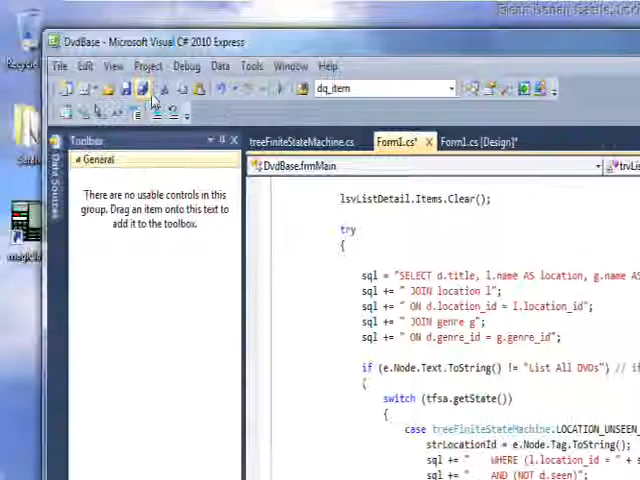 DvdBase - Microsoft Visual C# 2010 Express
Recycle
File Edit View Project Debug Data Tools Window Help
dq_item
Toolbox
treeFiniteStateMachine.cs Form1.cs* Form1.cs [Design]*
General
DvdBase.frmMain
Data Sources
There are no usable controls in this
group. Drag an item onto this text to
add it to the toolbox.
lsvListDetail.Items.Clear();
try
{
sql = "SELECT d.title, l.name AS location, g.name AS
sql += " JOIN location l";
sql += " ON d.location_id = l.location_id";
sql += " JOIN genre g";
sql += " ON d.genre_id = g.genre_id";
if (e.Node.Text.ToString() != "List All DVDs") // if
{
switch (tfsa.getState())
{
case treeFiniteStateMachine.LOCATION_UNSEEN_
strLocationId = e.Node.Tag.ToString();
sql += " WHERE (l.location_id = " + s
sql += " AND (NOT d.seen)";